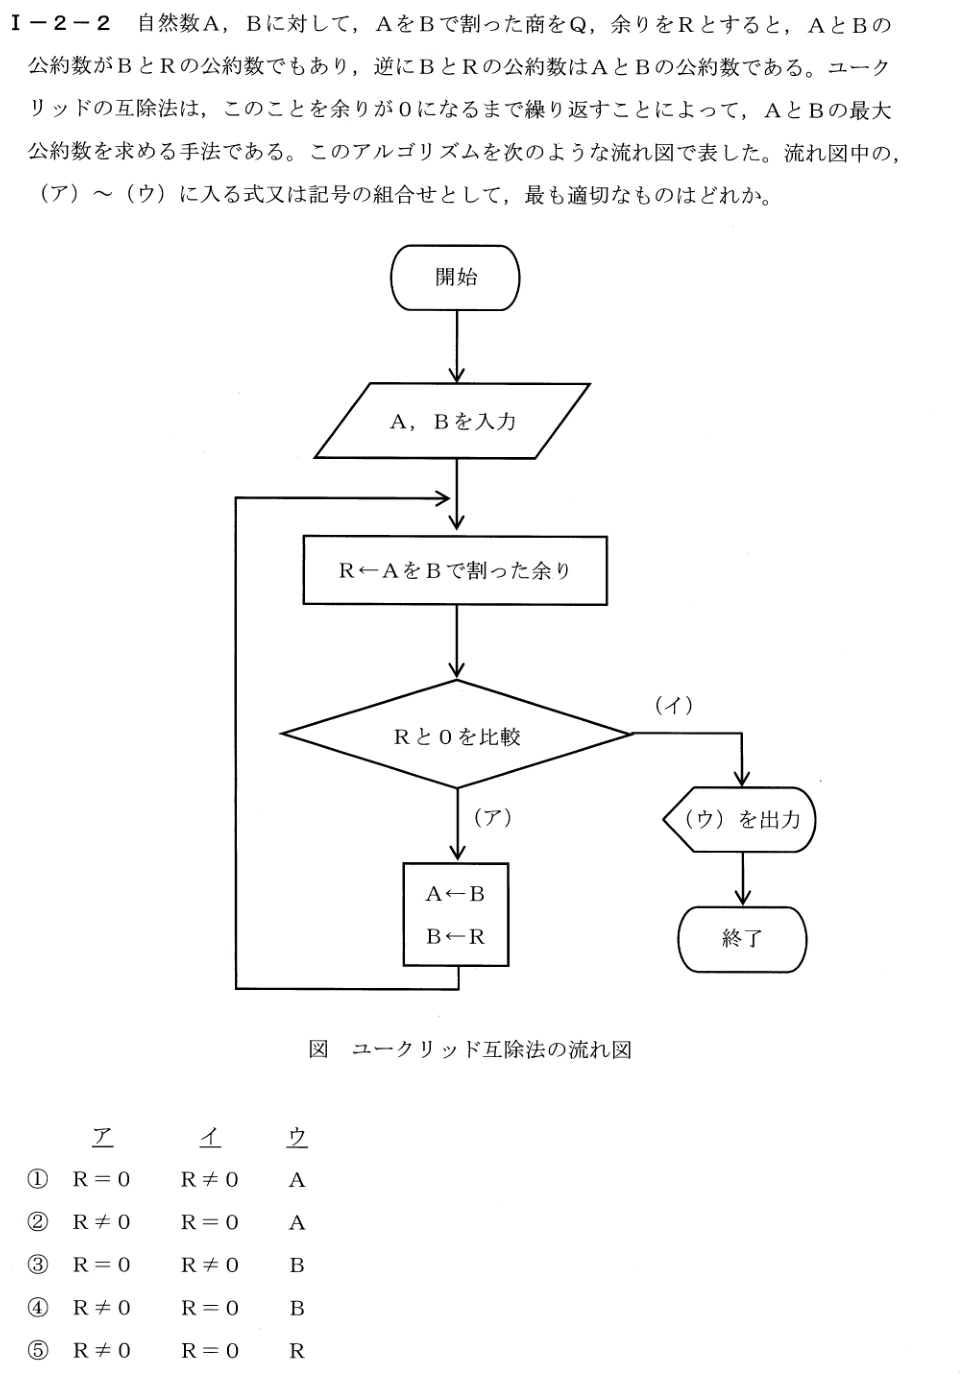 Ⅰ－２－２　自然数Ａ，Ｂに対して，ＡをＢで割った商をＱ，余りをＲとすると，ＡとＢの
公約数がＢとＲの公約数でもあり，逆にＢとＲの公約数はＡとＢの公約数である。ユーク
リッドの互除法は，このことを余りが０になるまで繰り返すことによって，ＡとＢの最大
公約数を求める手法である。このアルゴリズムを次のような流れ図で表した。流れ図中の，
（ア）～（ウ）に入る式又は記号の組合せとして，最も適切なものはどれか。
開始
Ａ，Ｂを入力
Ｒ←ＡをＢで割った余り
Ｒと０を比較
（イ）
（ア）
（ウ）を出力
Ａ←Ｂ
Ｂ←Ｒ
終了
図　ユークリッド互除法の流れ図
ア　イ　ウ
①　Ｒ＝０　Ｒ≠０　Ａ
②　Ｒ≠０　Ｒ＝０　Ａ
③　Ｒ＝０　Ｒ≠０　Ｂ
④　Ｒ≠０　Ｒ＝０　Ｂ
⑤　Ｒ≠０　Ｒ＝０　Ｒ